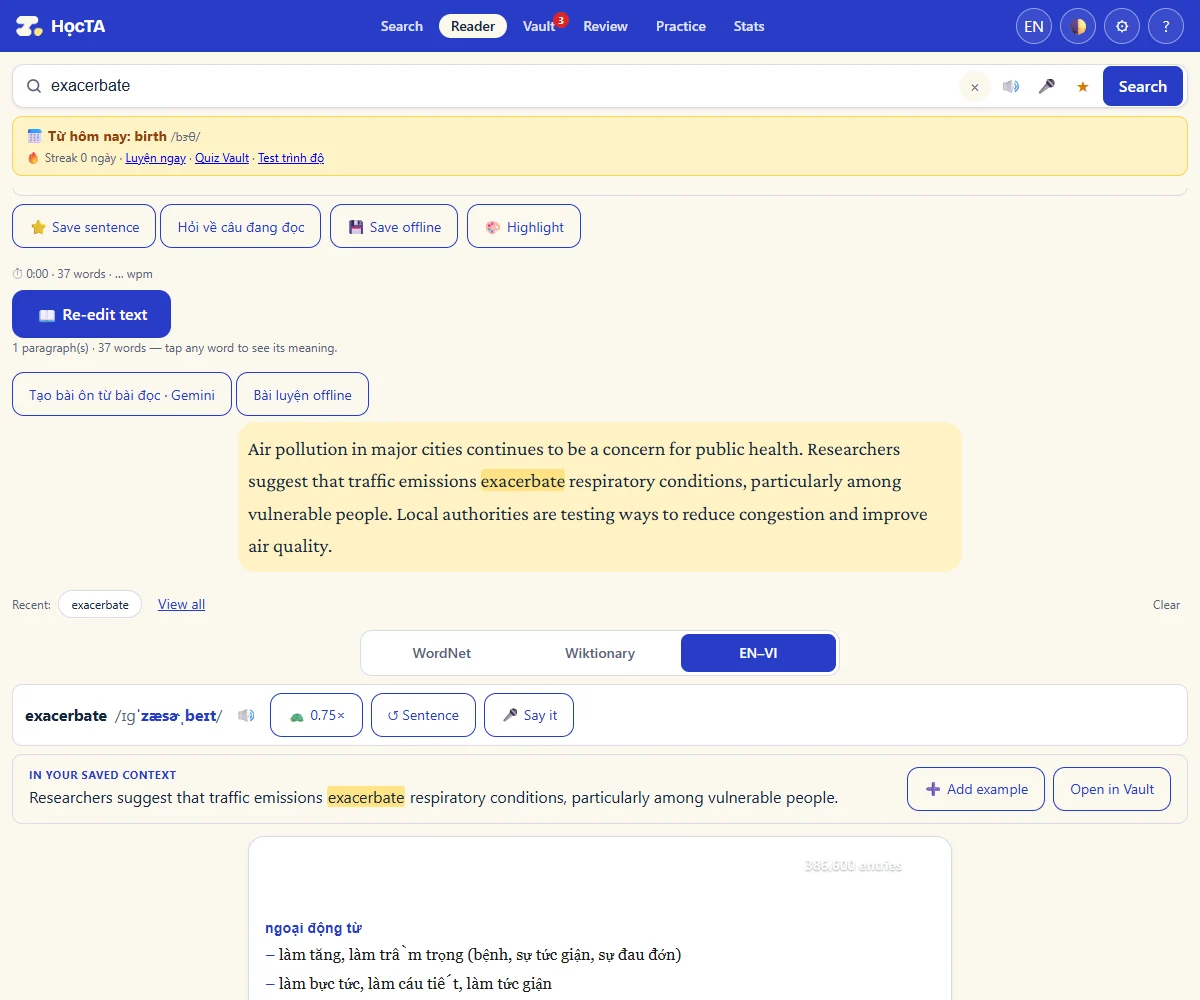 HọcTA
Search Reader Vault 3 Review Practice Stats EN ?
exacerbate × Search
Từ hôm nay: birth /bɝθ/
Streak 0 ngày · Luyện ngay · Quiz Vault · Test trình độ
Save sentence Hỏi về câu đang đọc Save offline Highlight
0:00 · 37 words · ... wpm
Re-edit text
1 paragraph(s) · 37 words — tap any word to see its meaning.
Tạo bài ôn từ bài đọc · Gemini Bài luyện offline
Air pollution in major cities continues to be a concern for public health. Researchers
suggest that traffic emissions exacerbate respiratory conditions, particularly among
vulnerable people. Local authorities are testing ways to reduce congestion and improve
air quality.
Recent: exacerbate View all Clear
WordNet Wiktionary EN–VI
exacerbate /ɪɡˈzæsɚˌbeɪt/ 0.75× ↺ Sentence Say it
IN YOUR SAVED CONTEXT
Researchers suggest that traffic emissions exacerbate respiratory conditions, particularly among vulnerable people.
Add example Open in Vault
386,600 entries
ngoại động từ
– làm tăng, làm trầm trọng (bệnh, sự tức giận, sự đau đớn)
– làm bực tức, làm cáu tiết, làm tức giận